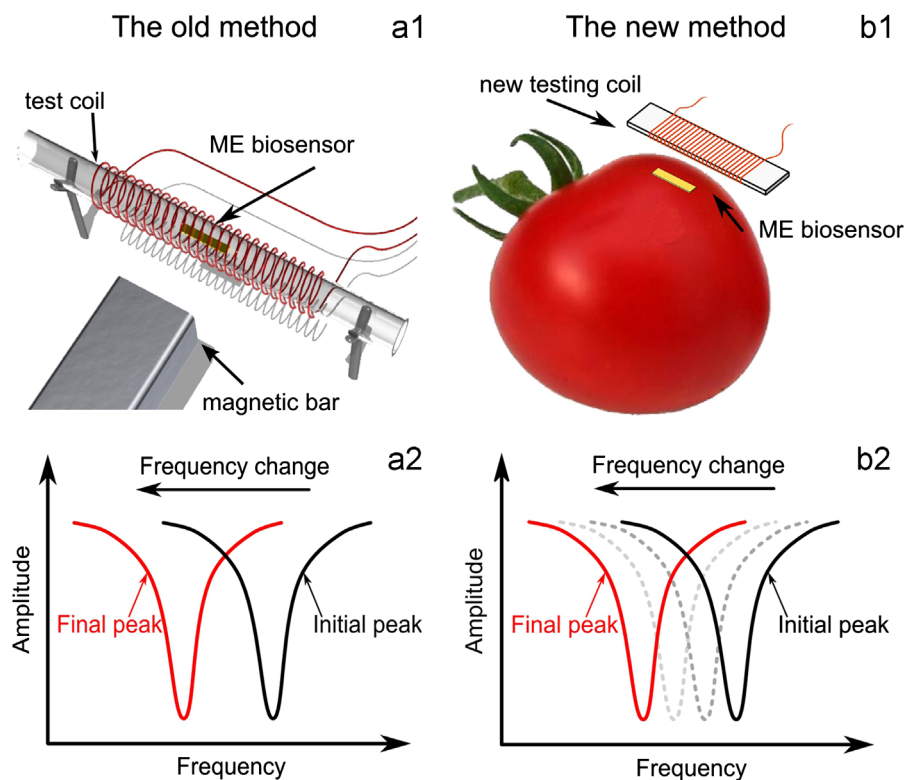 The old method
a1
test coil
ME biosensor
magnetic bar
The new method
b1
new testing coil
ME biosensor
a2
Frequency change
Amplitude
Final peak
Initial peak
Frequency
b2
Frequency change
Amplitude
Final peak
Initial peak
Frequency